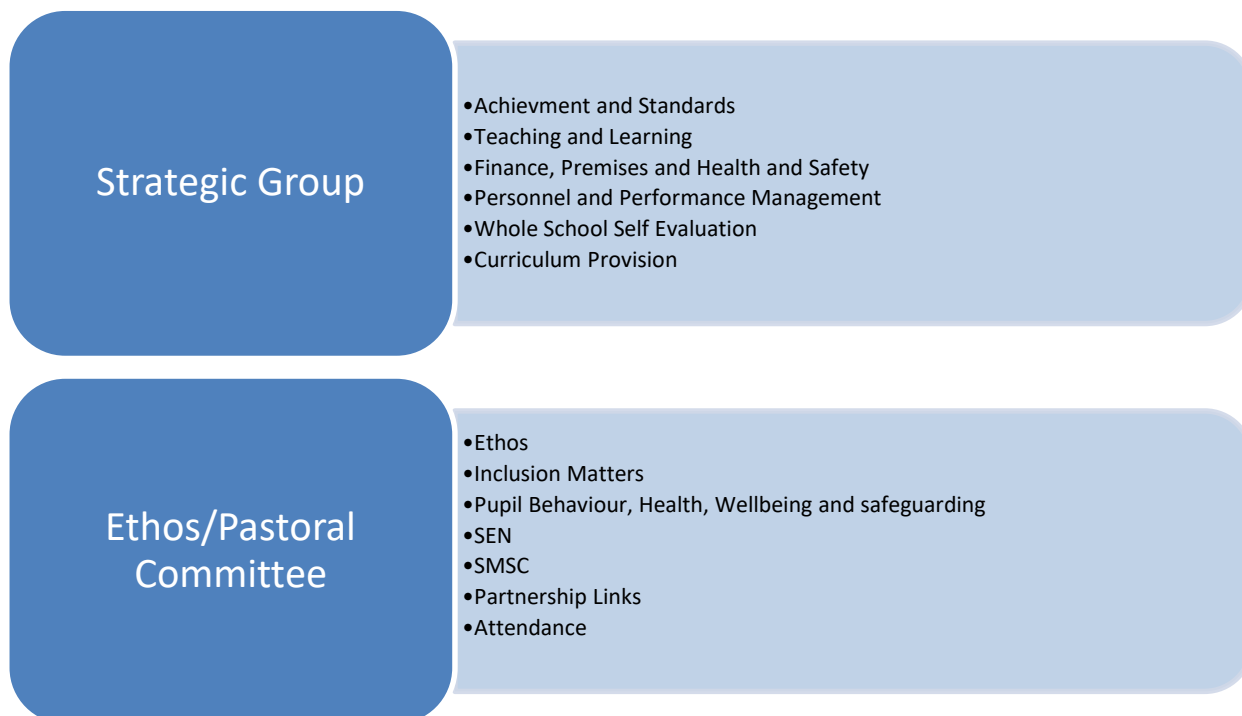 Strategic Group
•Achievment and Standards
•Teaching and Learning
•Finance, Premises and Health and Safety
•Personnel and Performance Management
•Whole School Self Evaluation
•Curriculum Provision
Ethos/Pastoral
Committee
•Ethos
•Inclusion Matters
•Pupil Behaviour, Health, Wellbeing and safeguarding
•SEN
•SMSC
•Partnership Links
•Attendance